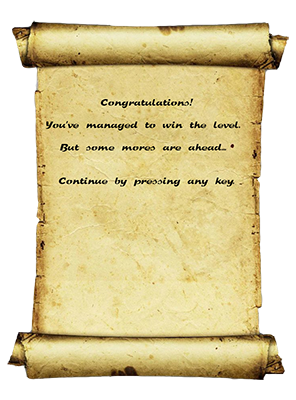 Congratulations!
You've managed to win the level.
But some mores are ahead... *
Continue by pressing any key. .